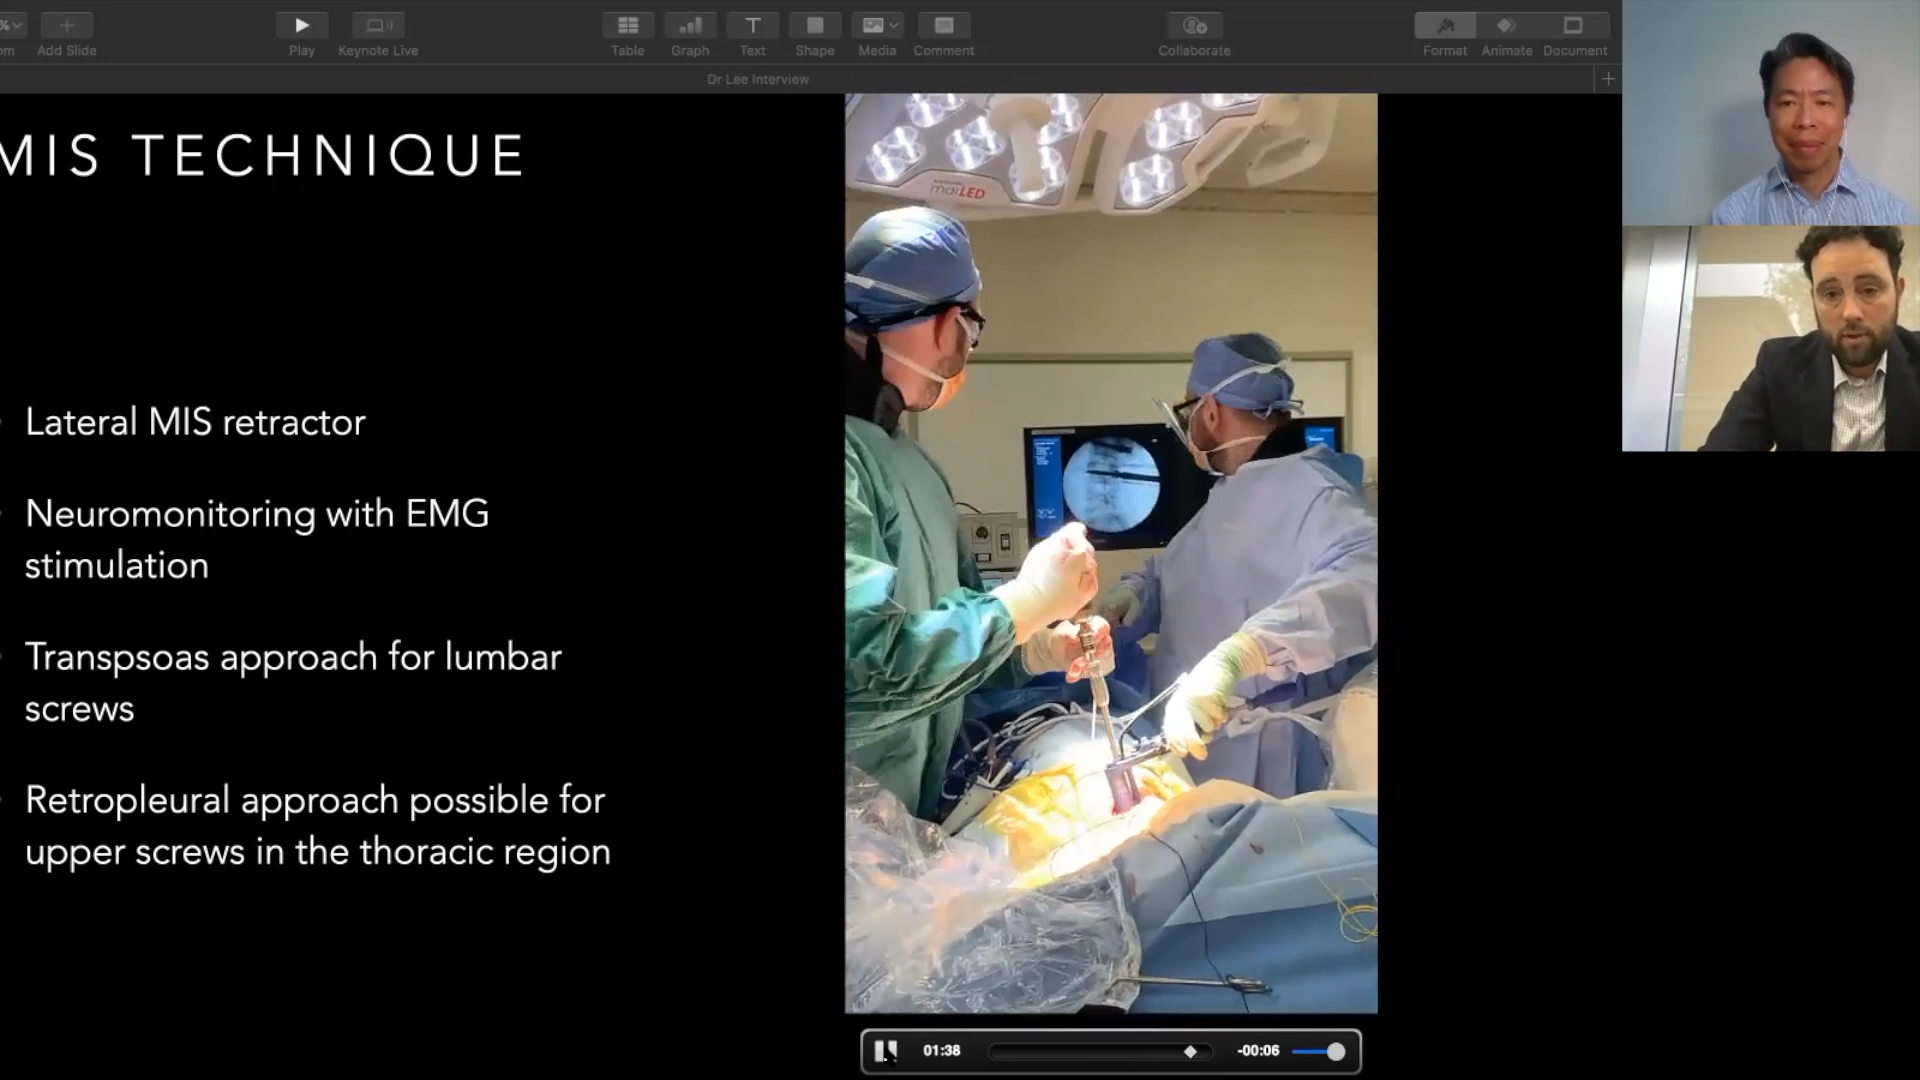 %
om
Add Slide
Play
Keynote Live
Table
Graph
Text
Shape
Media
Comment
Collaborate
Format
Animate
Document
Dr Lee Interview
MIS TECHNIQUE
Lateral MIS retractor
Neuromonitoring with EMG
stimulation
Transpsoas approach for lumbar
screws
Retropleural approach possible for
upper screws in the thoracic region
marLED
01:38
-00:06